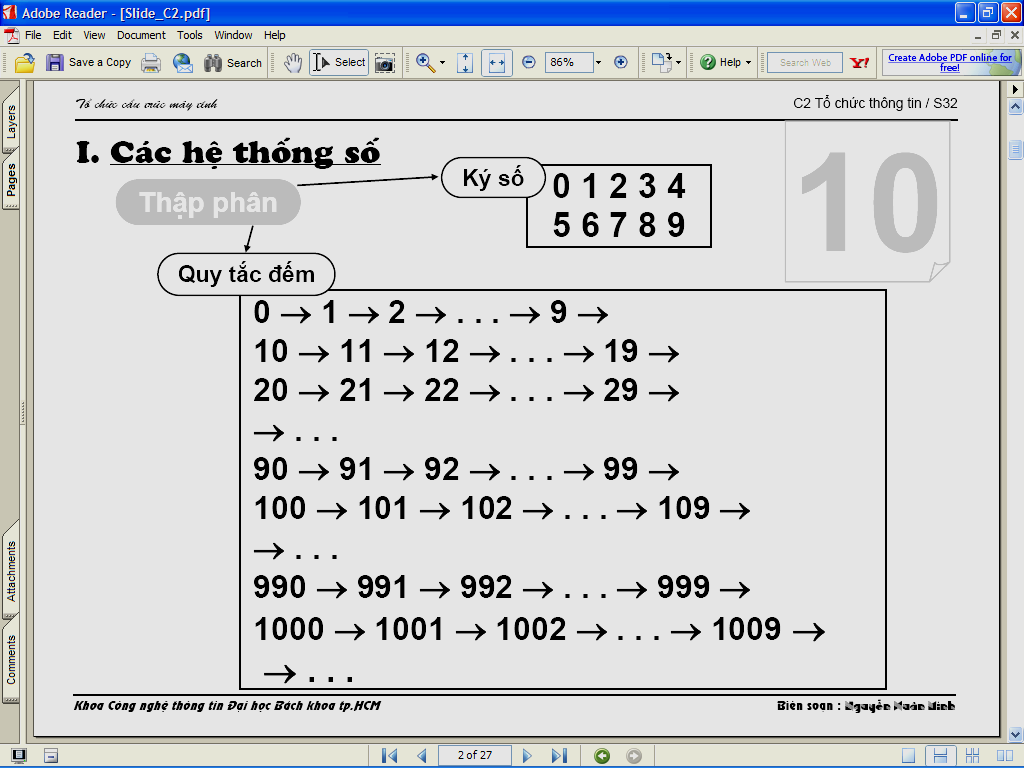 Adobe Reader - [Slide_C2.pdf]
File Edit View Document Tools Window Help
Save a Copy Search Select 86% Help Search Web Y! Create Adobe PDF online for free!
Layers
Pages
Attachments
Comments
Tổ chức cấu trúc máy tính
C2 Tổ chức thông tin / S32
I. Các hệ thống số
Thập phân
Ký số
0 1 2 3 4
5 6 7 8 9
10
Quy tắc đếm
0 → 1 → 2 → . . . → 9 →
10 → 11 → 12 → . . . → 19 →
20 → 21 → 22 → . . . → 29 →
→ . . .
90 → 91 → 92 → . . . → 99 →
100 → 101 → 102 → . . . → 109 →
→ . . .
990 → 991 → 992 → . . . → 999 →
1000 → 1001 → 1002 → . . . → 1009 →
→ . . .
Khoa Công nghệ thông tin Đại học Bách khoa tp.HCM
Biên soạn : Nguyễn Xuân Minh
2 of 27